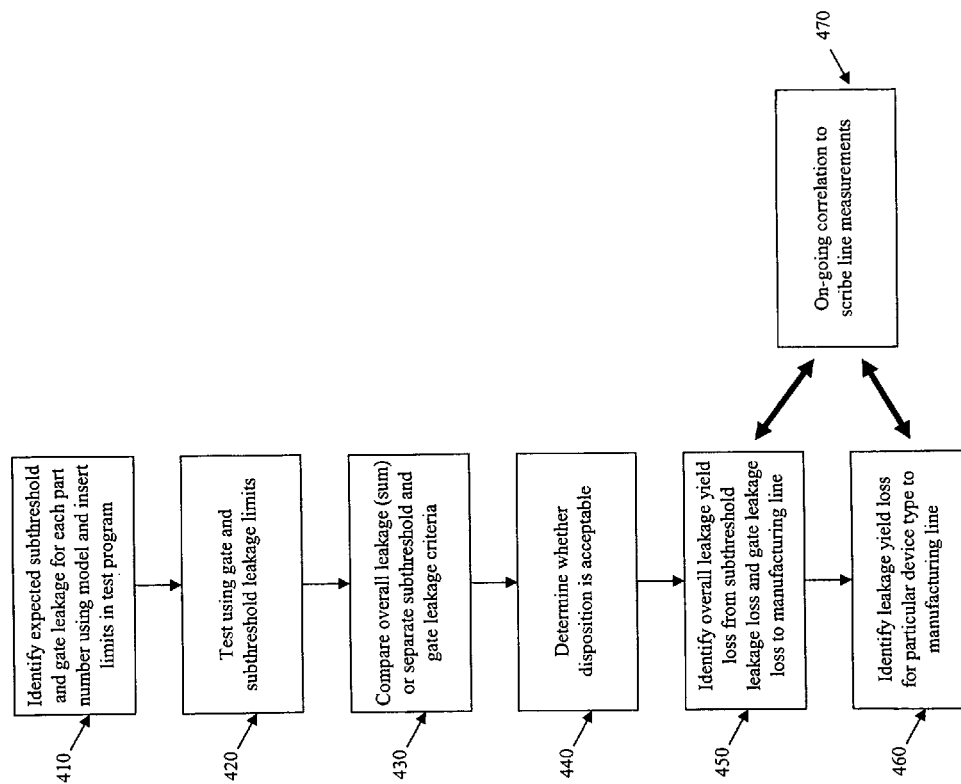 410
Identify expected subthreshold
and gate leakage for each part
number using model and insert
limits in test program
420
Test using gate and
subthreshold leakage limits
430
Compare overall leakage (sum)
or separate subthreshold and
gate leakage criteria
440
Determine whether
disposition is acceptable
450
Identify overall leakage yield
loss from subthreshold
leakage loss and gate leakage
loss to manufacturing line
460
Identify leakage yield loss
for particular device type to
manufacturing line
470
On-going correlation to
scribe line measurements